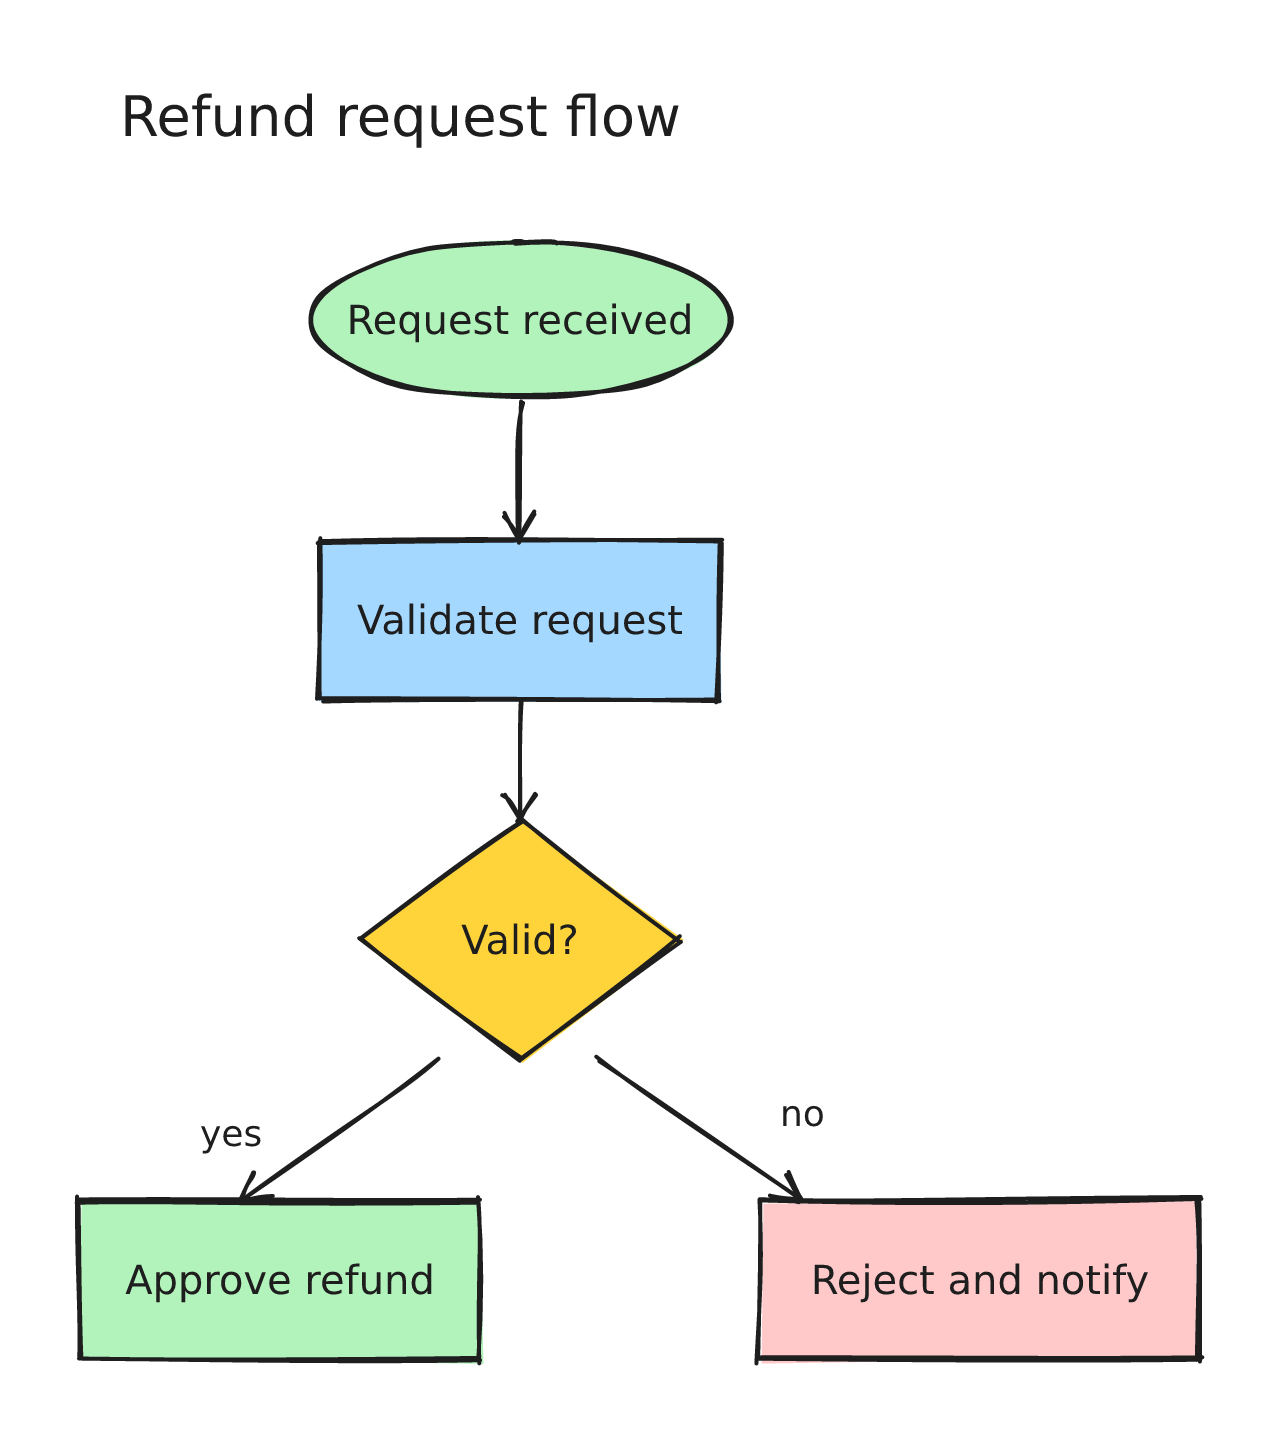 Refund request flow
Request received
Validate request
Valid?
yes
no
Approve refund
Reject and notify